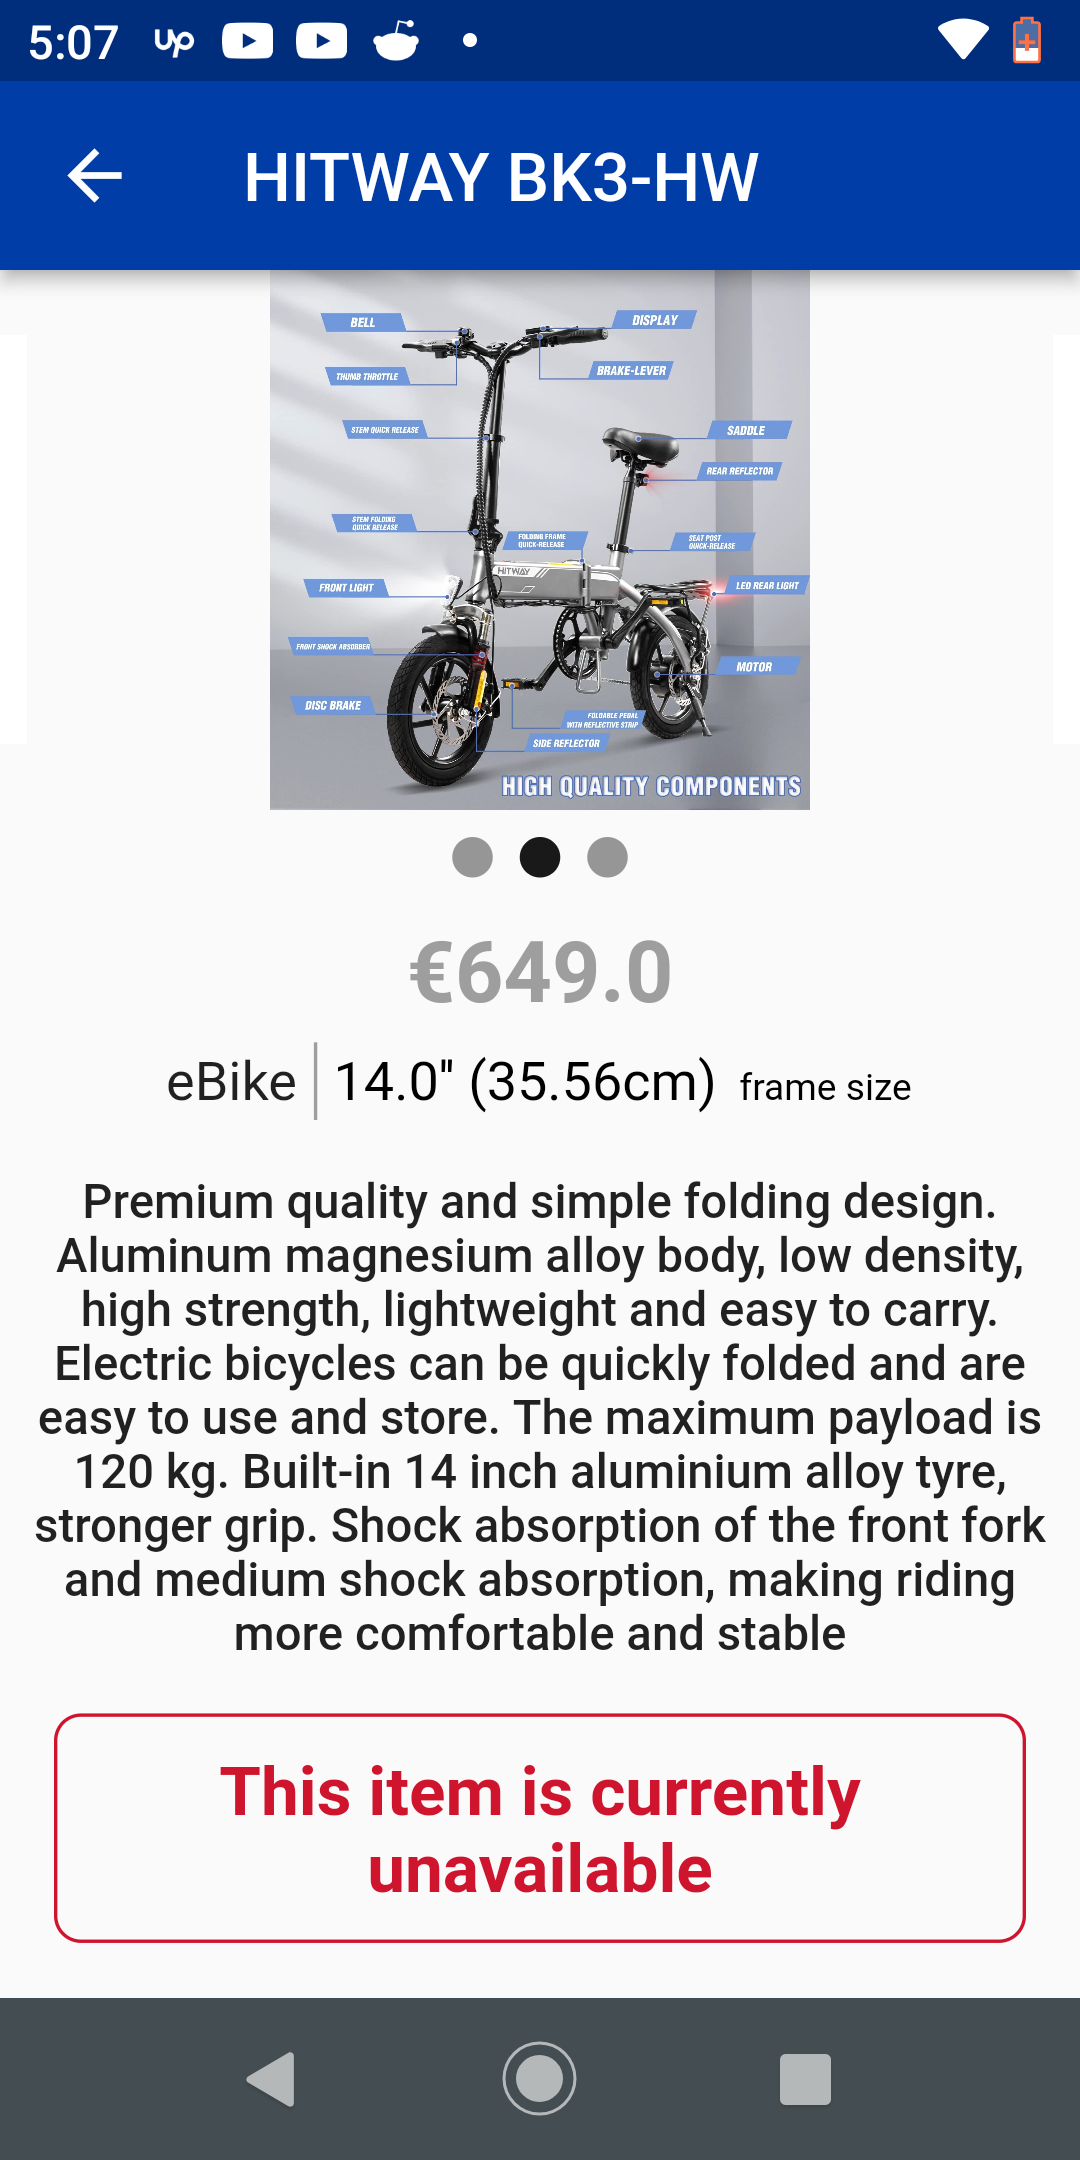 5:07 up
HITWAY BK3-HW
BELL
DISPLAY
THUMB THROTTLE
BRAKE-LEVER
STEM QUICK RELEASE
SADDLE
REAR REFLECTOR
STEM FOLDING
QUICK RELEASE
FOLDING FRAME
QUICK-RELEASE
SEAT POST
QUICK-RELEASE
HITWAY
FRONT LIGHT
LED REAR LIGHT
FRONT SHOCK ABSORBER
MOTOR
DISC BRAKE
FOLDABLE PEDAL
WITH REFLECTIVE STRIP
SIDE REFLECTOR
HIGH QUALITY COMPONENTS
€649.0
eBike 14.0" (35.56cm) frame size
Premium quality and simple folding design.
Aluminum magnesium alloy body, low density,
high strength, lightweight and easy to carry.
Electric bicycles can be quickly folded and are
easy to use and store. The maximum payload is
120 kg. Built-in 14 inch aluminium alloy tyre,
stronger grip. Shock absorption of the front fork
and medium shock absorption, making riding
more comfortable and stable
This item is currently
unavailable